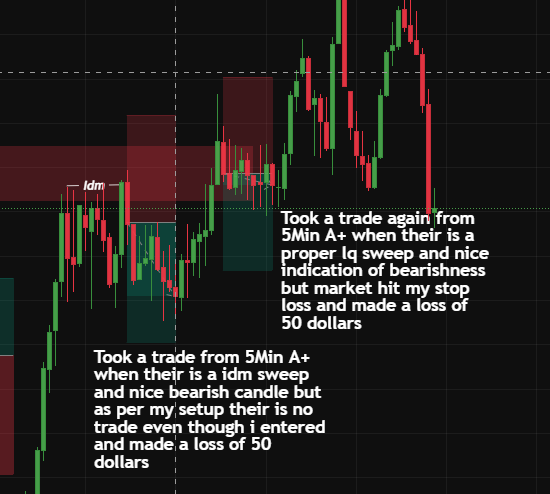 Idm
Took a trade again from
5Min A+ when their is a
proper lq sweep and nice
indication of bearishness
but market hit my stop
loss and made a loss of
50 dollars
Took a trade from 5Min A+
when their is a idm sweep
and nice bearish candle but
as per my setup their is no
trade even though i entered
and made a loss of 50
dollars